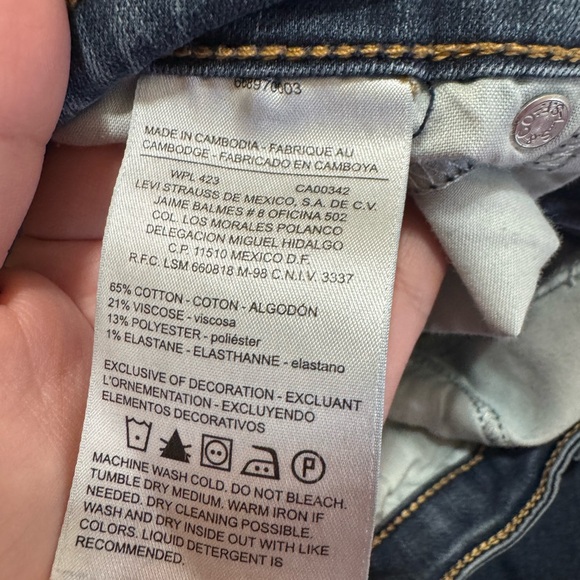 MADE IN CAMBODIA - FABRIQUE AU
CAMBODGE - FABRICADO EN CAMBOYA
WPL 423 CA00342
LEVI STRAUSS DE MEXICO, S.A. DE C.V.
JAIME BALMES # 8 OFICINA 502
COL. LOS MORALES POLANCO
DELEGACION MIGUEL HIDALGO
C.P. 11510 MEXICO D.F.
R.F.C. LSM 660818 M-98 C.N.I.V. 3337
65% COTTON - COTON - ALGODÓN
21% VISCOSE - viscosa
13% POLYESTER - poliéster
1% ELASTANE - ELASTHANNE - elastano
EXCLUSIVE OF DECORATION - EXCLUANT
L'ORNEMENTATION - EXCLUYENDO
ELEMENTOS DECORATIVOS
P
MACHINE WASH COLD. DO NOT BLEACH.
TUMBLE DRY MEDIUM. WARM IRON IF
NEEDED. DRY CLEANING POSSIBLE.
WASH AND DRY INSIDE OUT WITH LIKE
COLORS. LIQUID DETERGENT IS